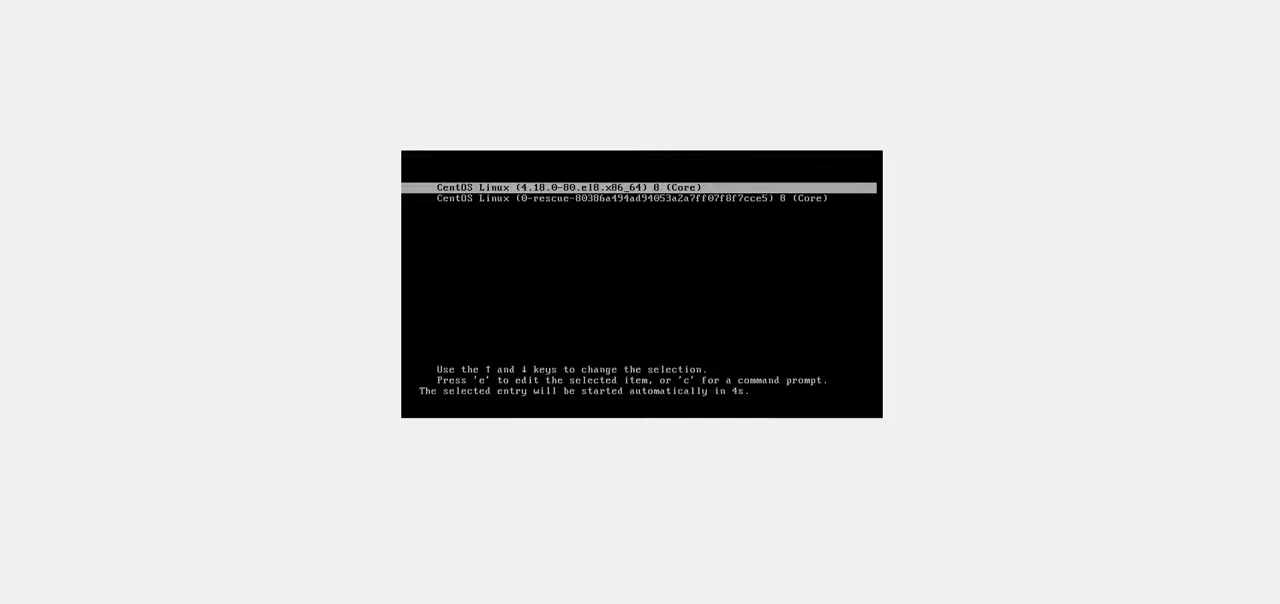 CentOS Linux (4.18.0-80.el8.x86_64) 8 (Core)
CentOS Linux (0-rescue-80386a494ad94053a2a7ff07f8f7cce5) 8 (Core)
Use the ↑ and ↓ keys to change the selection.
Press 'e' to edit the selected item, or 'c' for a command prompt.
The selected entry will be started automatically in 4s.